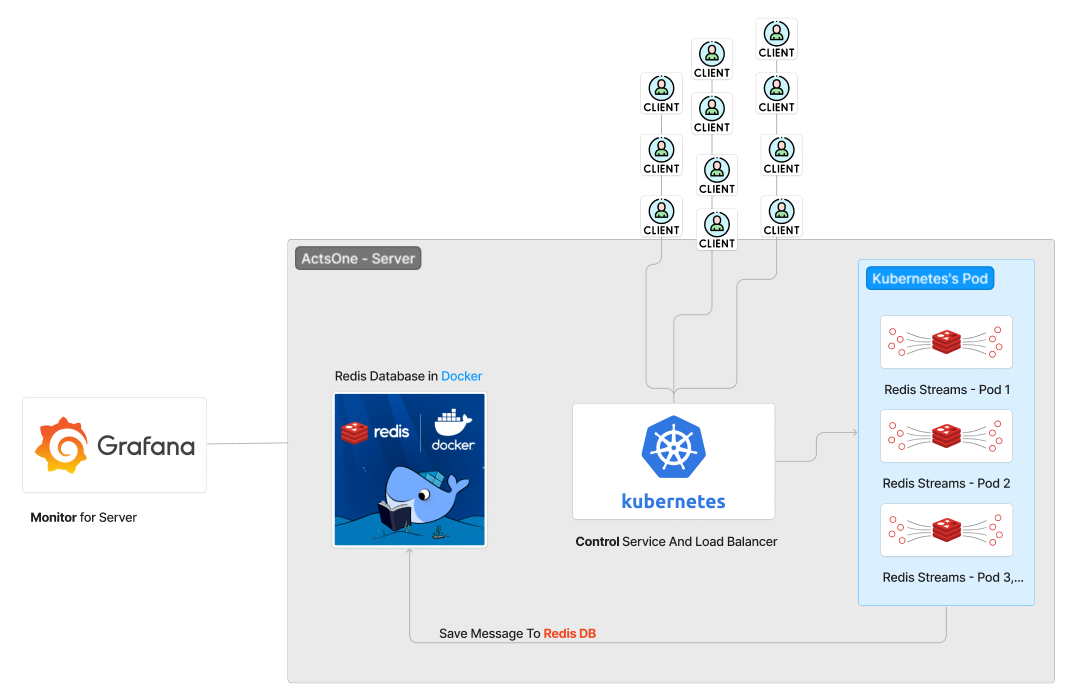 CLIENT
CLIENT
CLIENT
CLIENT
CLIENT
CLIENT
CLIENT
CLIENT
CLIENT
CLIENT
CLIENT
ActsOne - Server
Kubernetes's Pod
Redis Streams - Pod 1
Redis Streams - Pod 2
Redis Streams - Pod 3,...
Redis Database in Docker
redis
docker
Grafana
Monitor for Server
kubernetes
Control Service And Load Balancer
Save Message To Redis DB